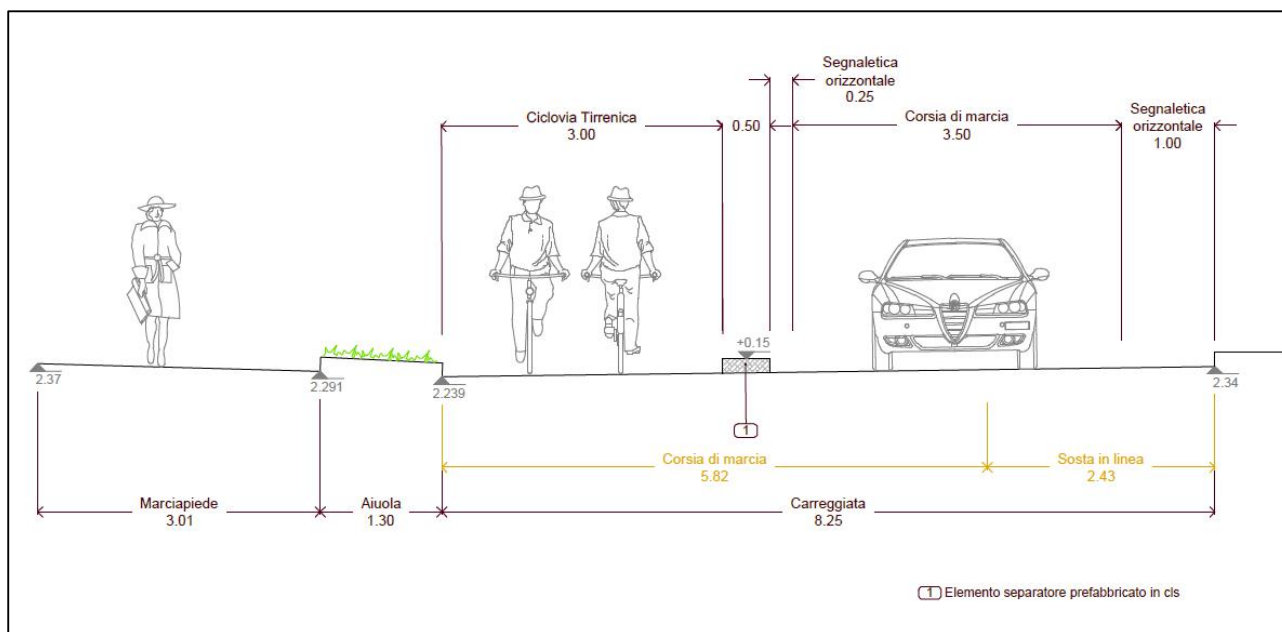 Segnaletica
orizzontale
0.25
Ciclovia Tirrenica
3.00
0.50
Corsia di marcia
3.50
Segnaletica
orizzontale
1.00
+0.15
2.37
2.291
2.239
2.34
1
Corsia di marcia
5.82
Sosta in linea
2.43
Marciapiede
3.01
Aiuola
1.30
Carreggiata
8.25
1 Elemento separatore prefabbricato in cls